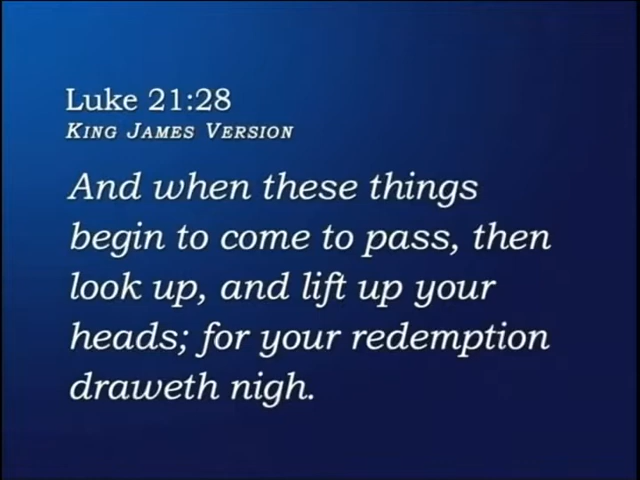 Luke 21:28
King James Version
And when these things
begin to come to pass, then
look up, and lift up your
heads; for your redemption
draweth nigh.